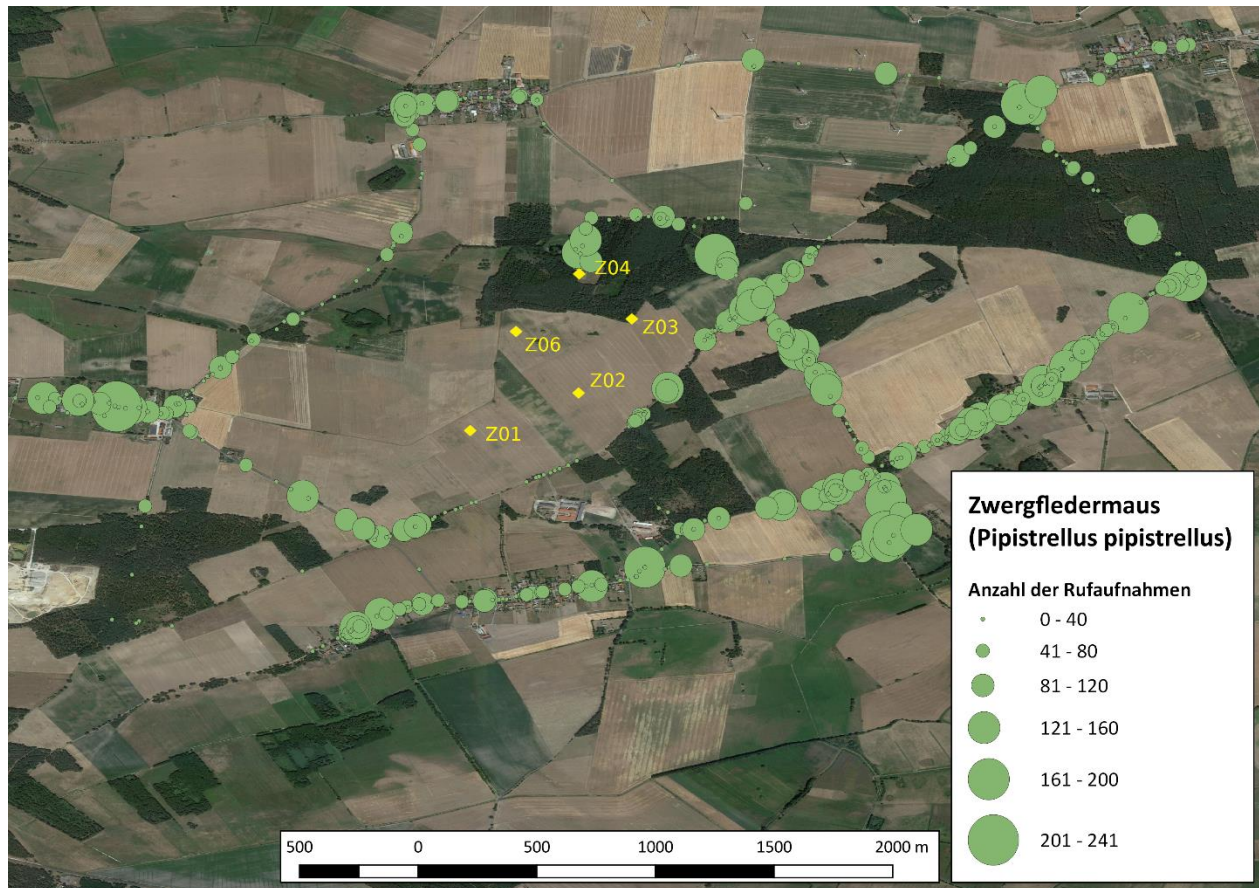 Z04
Z03
Z06
Z02
Z01
Zwergfledermaus
(Pipistrellus pipistrellus)
Anzahl der Rufaufnahmen
0 - 40
41 - 80
81 - 120
121 - 160
161 - 200
201 - 241
500 0 500 1000 1500 2000 m